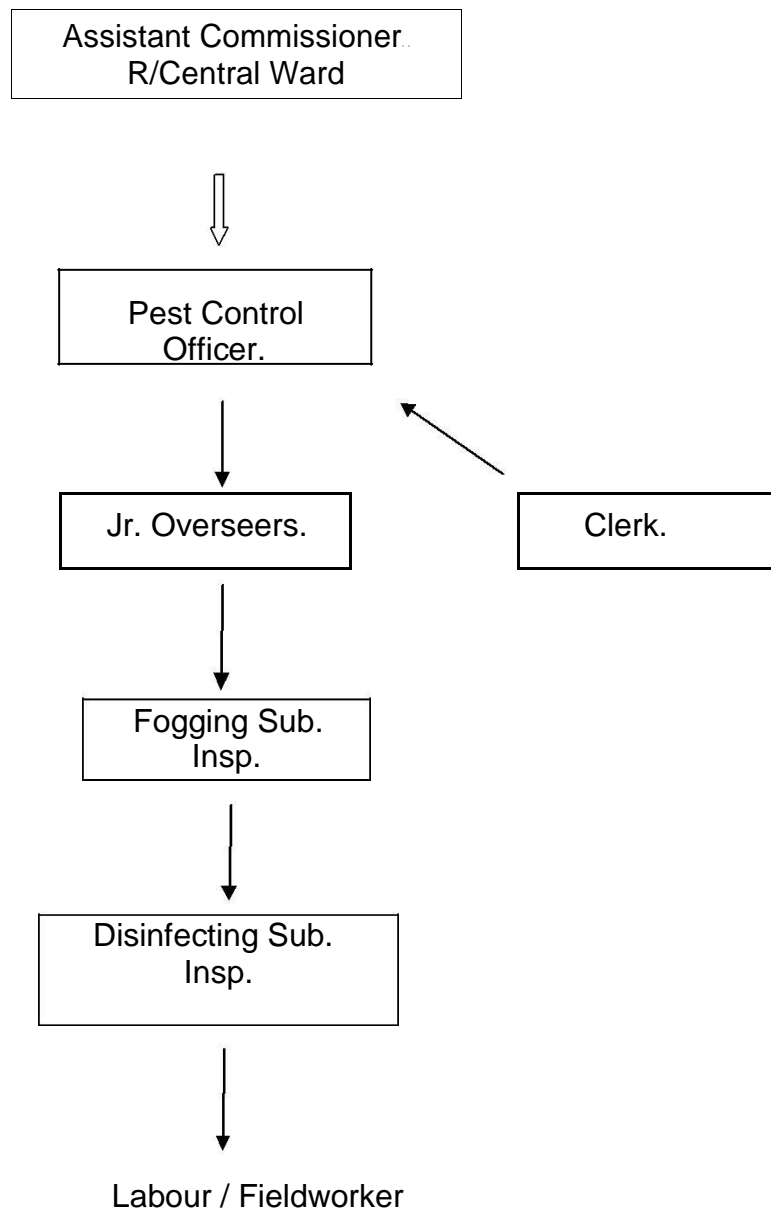 Assistant Commissioner..
R/Central Ward
Pest Control
Officer.
Jr. Overseers.
Clerk.
Fogging Sub.
Insp.
Disinfecting Sub.
Insp.
Labour / Fieldworker